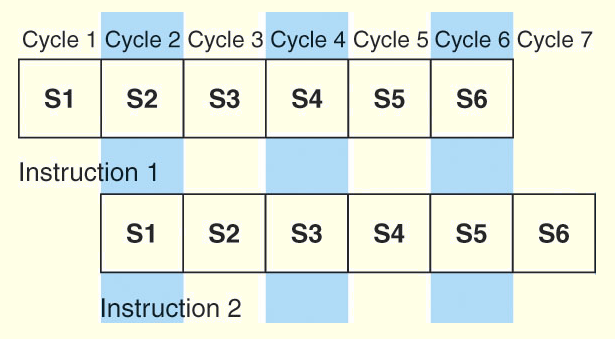 Cycle 1 Cycle 2 Cycle 3 Cycle 4 Cycle 5 Cycle 6 Cycle 7
S1 S2 S3 S4 S5 S6
Instruction 1
S1 S2 S3 S4 S5 S6
Instruction 2